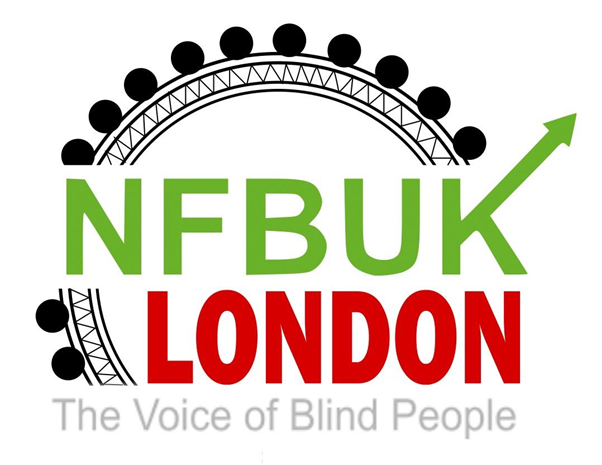 NFBUK
LONDON
The Voice of Blind People